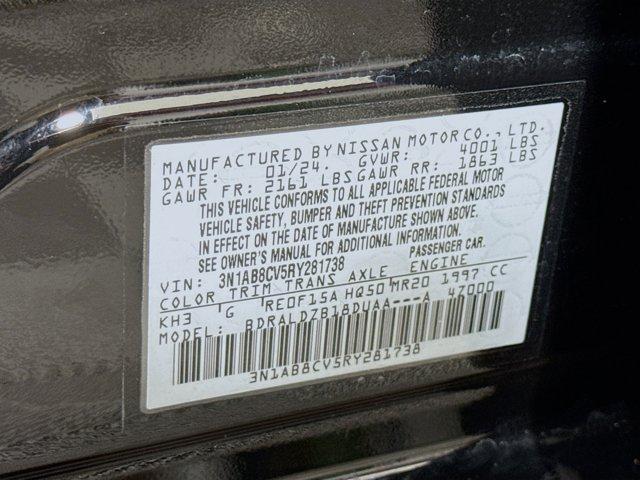 MANUFACTURED BY NISSAN MOTOR CO., LTD.
DATE: 01/24. GVWR: 4001 LBS
GAWR FR: 2161 LBS GAWR RR: 1863 LBS
THIS VEHICLE CONFORMS TO ALL APPLICABLE FEDERAL MOTOR
VEHICLE SAFETY, BUMPER AND THEFT PREVENTION STANDARDS
IN EFFECT ON THE DATE OF MANUFACTURE SHOWN ABOVE.
SEE OWNER'S MANUAL FOR ADDITIONAL INFORMATION.
VIN: 3N1AB8CV5RY281738 PASSENGER CAR.
COLOR TRIM TRANS AXLE ENGINE
KH3 G RE0F15A HQ50 MR20 1997 CC
MODEL: BDRALDZB18DUAA---A 47000
3N1AB8CV5RY281738